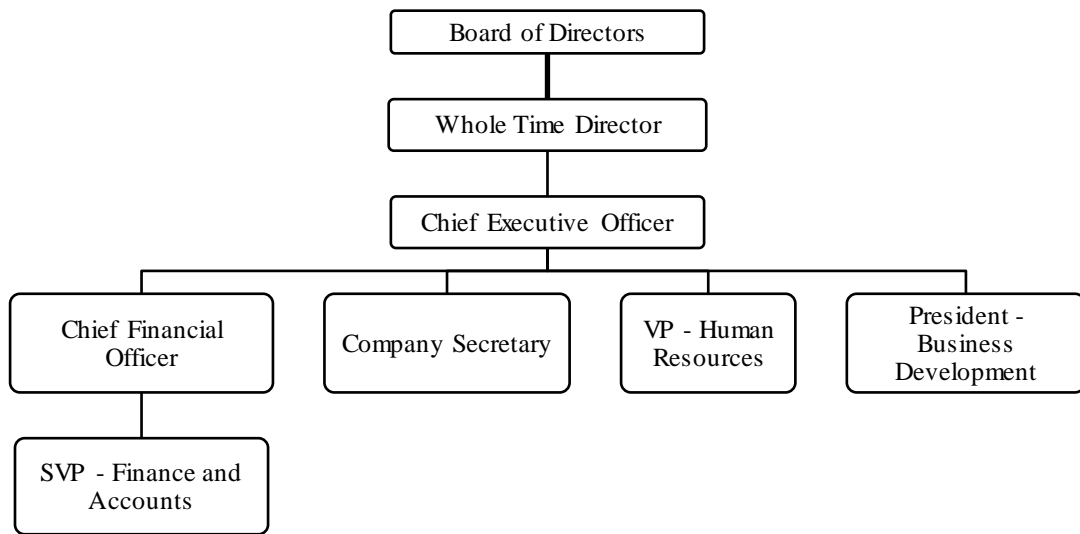 Board of Directors
Whole Time Director
Chief Executive Officer
Chief Financial
Officer
Company Secretary
VP - Human
Resources
President -
Business
Development
SVP - Finance and
Accounts